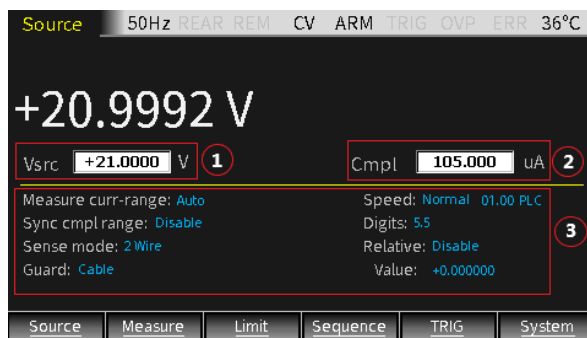 Source 50Hz REAR REM CV ARM TRIG OVP ERR 36°C
+20.9992 V
Vsrc +21.0000 V 1 Cmpl 105.000 uA 2
Measure curr-range: Auto Speed: Normal 01.00 PLC
Sync cmpl range: Disable Digits: 5.5
3
Sense mode: 2 Wire Relative: Disable
Guard: Cable Value: +0.000000
Source Measure Limit Sequence TRIG System